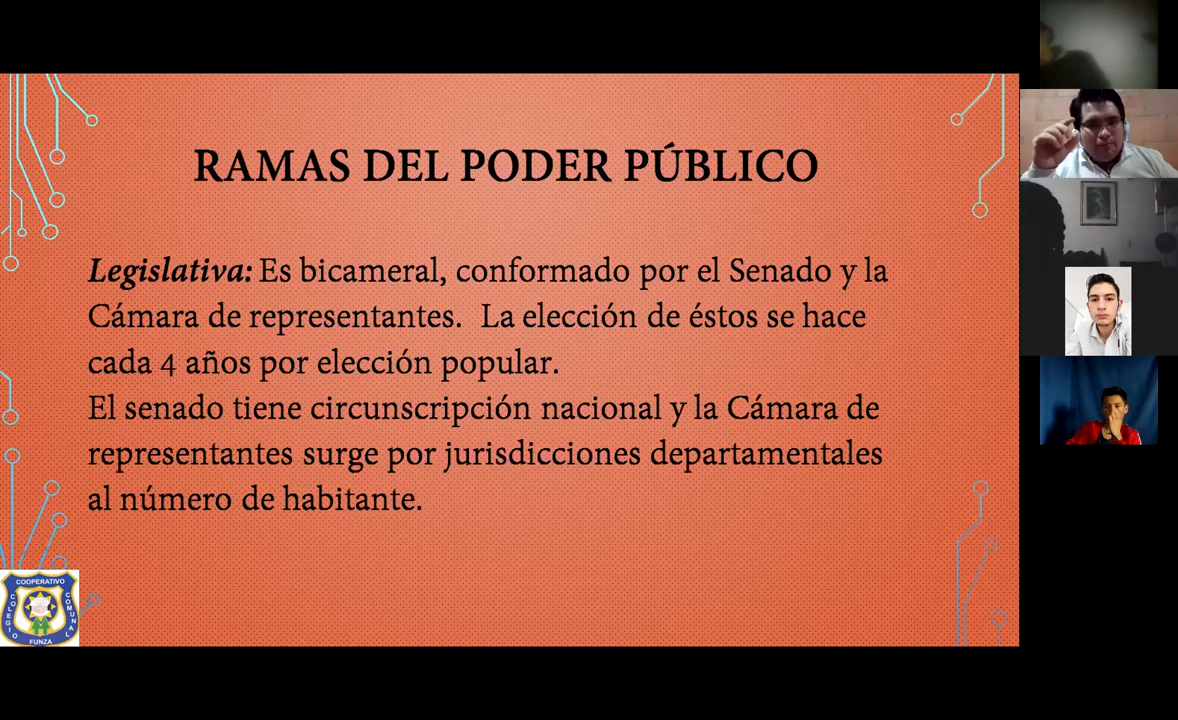 RAMAS DEL PODER PÚBLICO
Legislativa: Es bicameral, conformado por el Senado y la
Cámara de representantes. La elección de éstos se hace
cada 4 años por elección popular.
El senado tiene circunscripción nacional y la Cámara de
representantes surge por jurisdicciones departamentales
al número de habitante.
COOPERATIVO
COLEGIO
COMUNAL
FUNZA